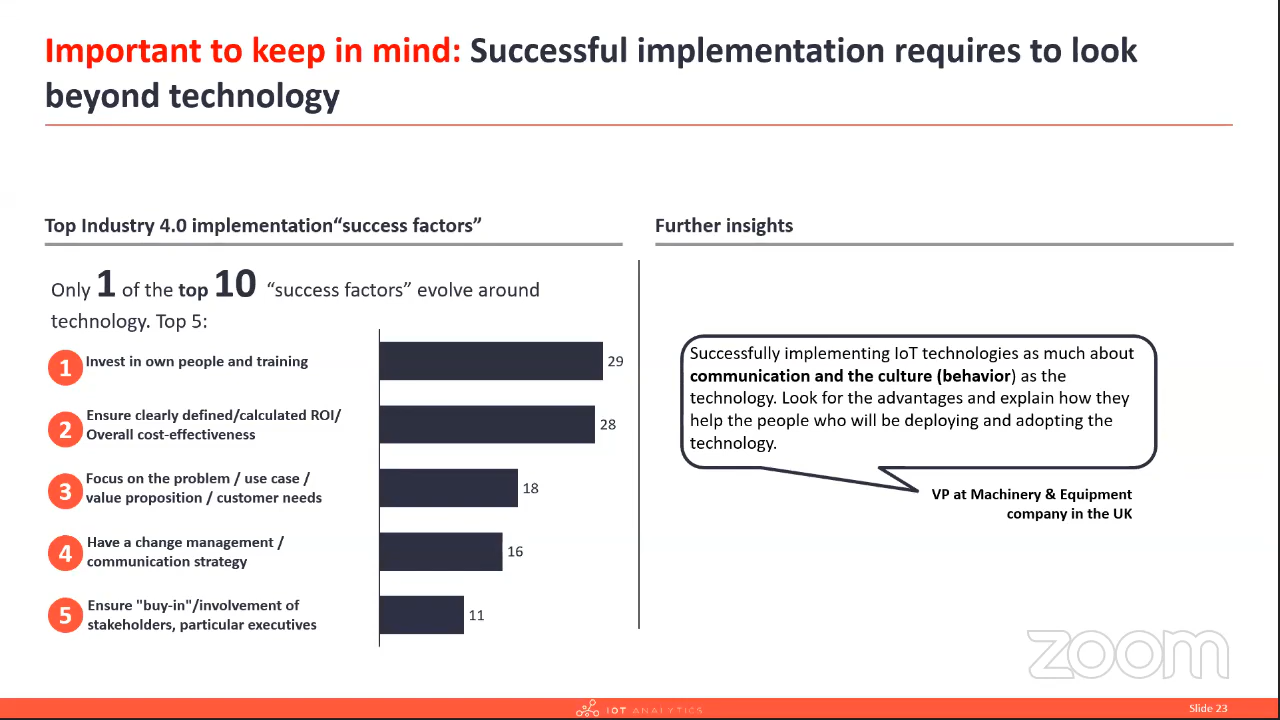 Important to keep in mind: Successful implementation requires to look
beyond technology
Top Industry 4.0 implementation“success factors”
Only 1 of the top 10 “success factors” evolve around
technology. Top 5:
1 Invest in own people and training 29
2 Ensure clearly defined/calculated ROI/
Overall cost-effectiveness 28
3 Focus on the problem / use case /
value proposition / customer needs 18
4 Have a change management /
communication strategy 16
5 Ensure "buy-in"/involvement of
stakeholders, particular executives 11
Further insights
Successfully implementing IoT technologies as much about
communication and the culture (behavior) as the
technology. Look for the advantages and explain how they
help the people who will be deploying and adopting the
technology.
VP at Machinery & Equipment
company in the UK
zoom
IOT ANALYTICS
Slide 23